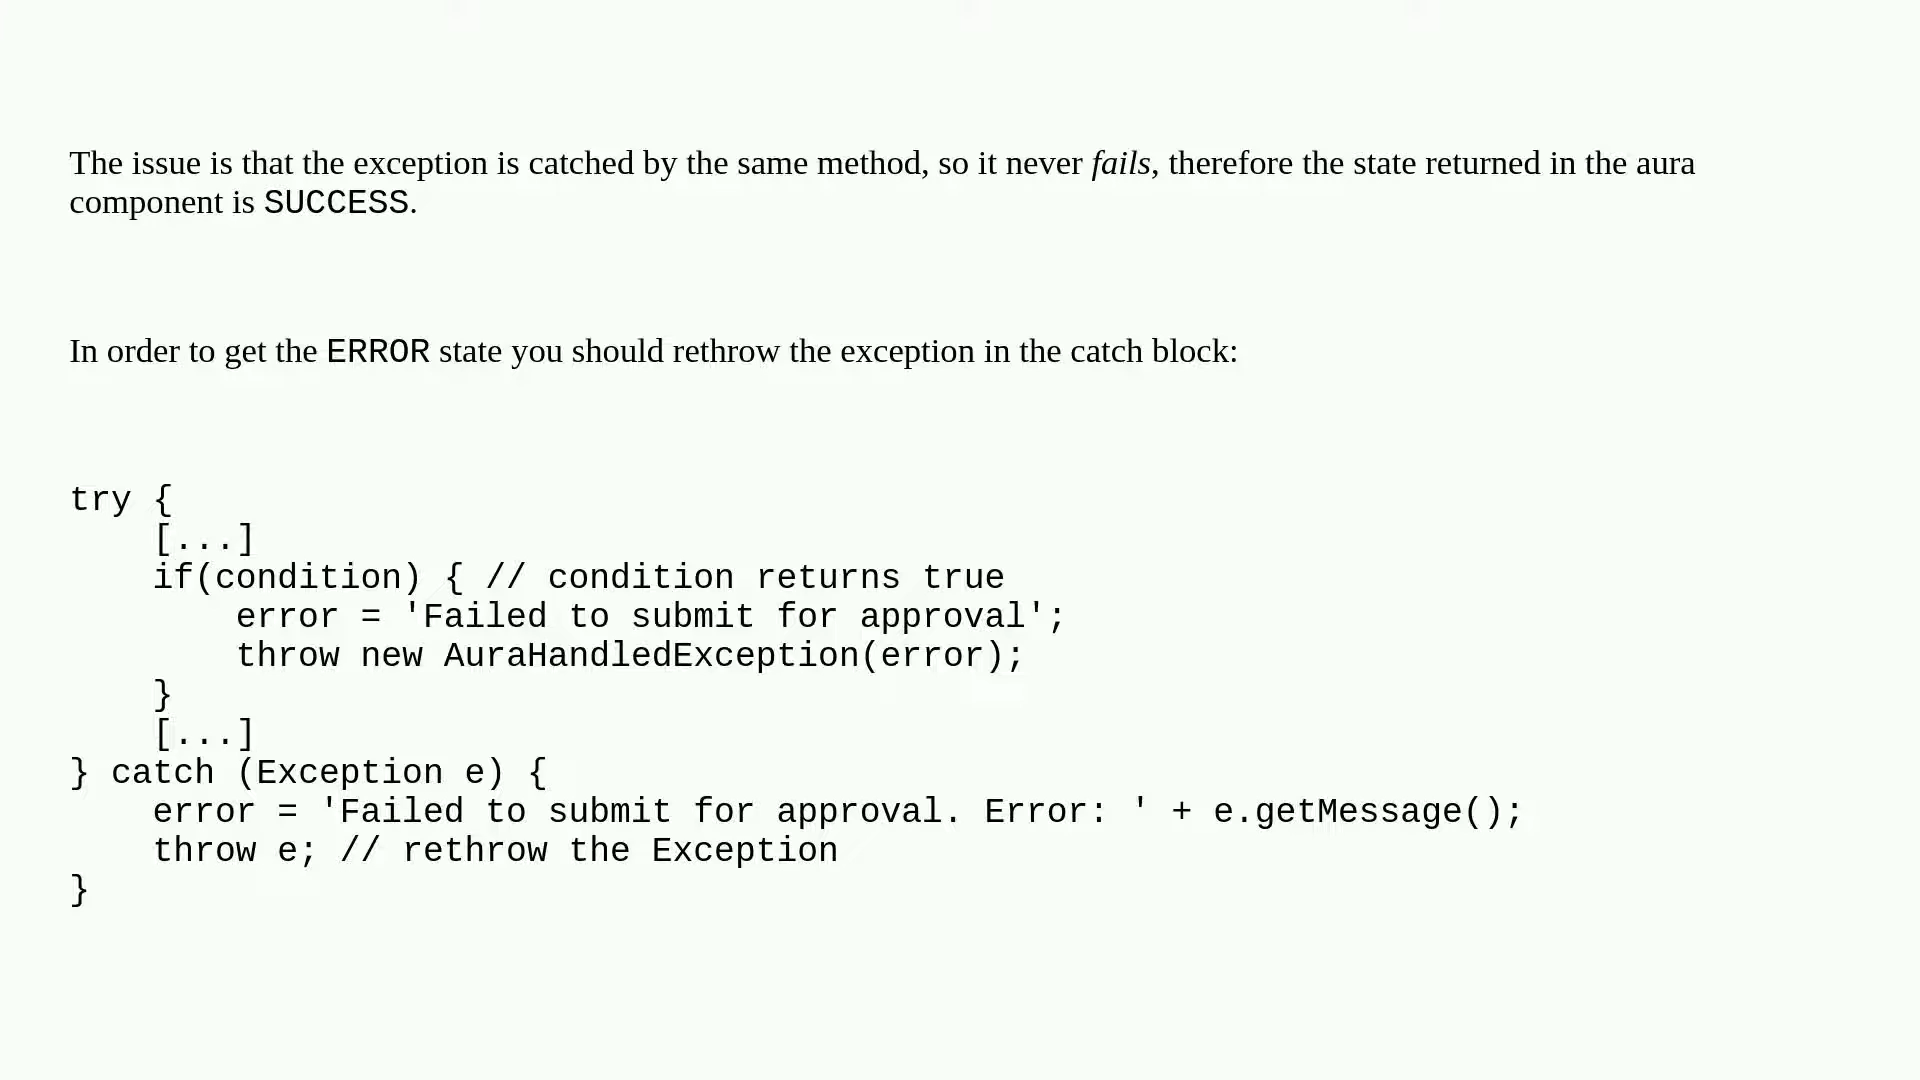 The issue is that the exception is catched by the same method, so it never fails, therefore the state returned in the aura
component is SUCCESS.
In order to get the ERROR state you should rethrow the exception in the catch block:
try {
    [...]
    if(condition) { // condition returns true
        error = 'Failed to submit for approval';
        throw new AuraHandledException(error);
    }
    [...]
} catch (Exception e) {
    error = 'Failed to submit for approval. Error: ' + e.getMessage();
    throw e; // rethrow the Exception
}